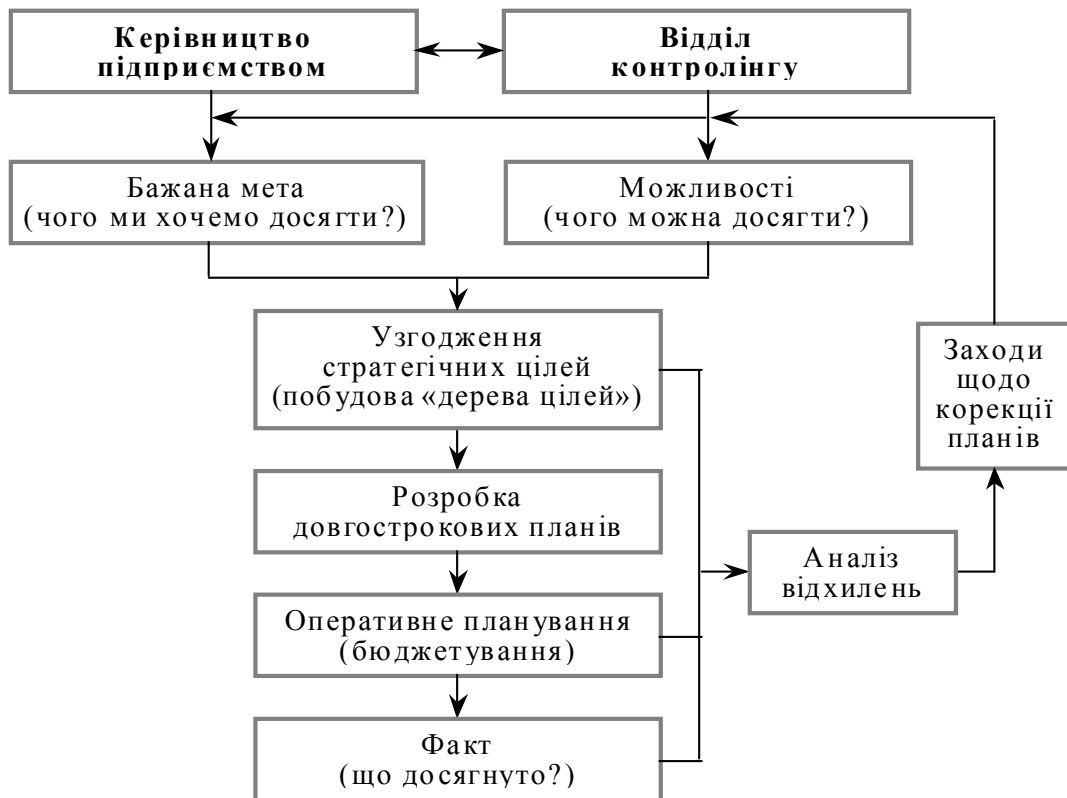 Керівництво
підприємством
Відділ
контролінгу
Бажана мета
(чого ми хочемо досягти?)
Можливості
(чого можна досягти?)
Узгодження
стратегічних цілей
(побудова «дерева цілей»)
Заходи
щодо
корекції
планів
Розробка
довгострокових планів
Аналіз
відхилень
Оперативне планування
(бюджетування)
Факт
(що досягнуто?)